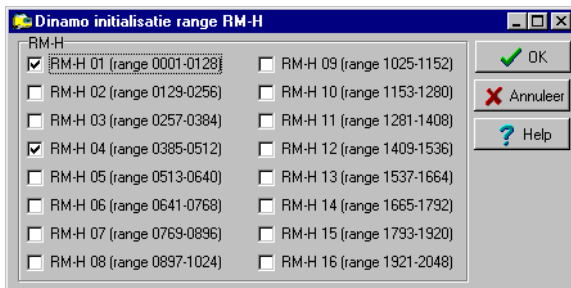 Dinamo initialisatie range RM-H
RM-H
RM-H 01 (range 0001-0128)
RM-H 02 (range 0129-0256)
RM-H 03 (range 0257-0384)
RM-H 04 (range 0385-0512)
RM-H 05 (range 0513-0640)
RM-H 06 (range 0641-0768)
RM-H 07 (range 0769-0896)
RM-H 08 (range 0897-1024)
RM-H 09 (range 1025-1152)
RM-H 10 (range 1153-1280)
RM-H 11 (range 1281-1408)
RM-H 12 (range 1409-1536)
RM-H 13 (range 1537-1664)
RM-H 14 (range 1665-1792)
RM-H 15 (range 1793-1920)
RM-H 16 (range 1921-2048)
OK
Annuleer
Help